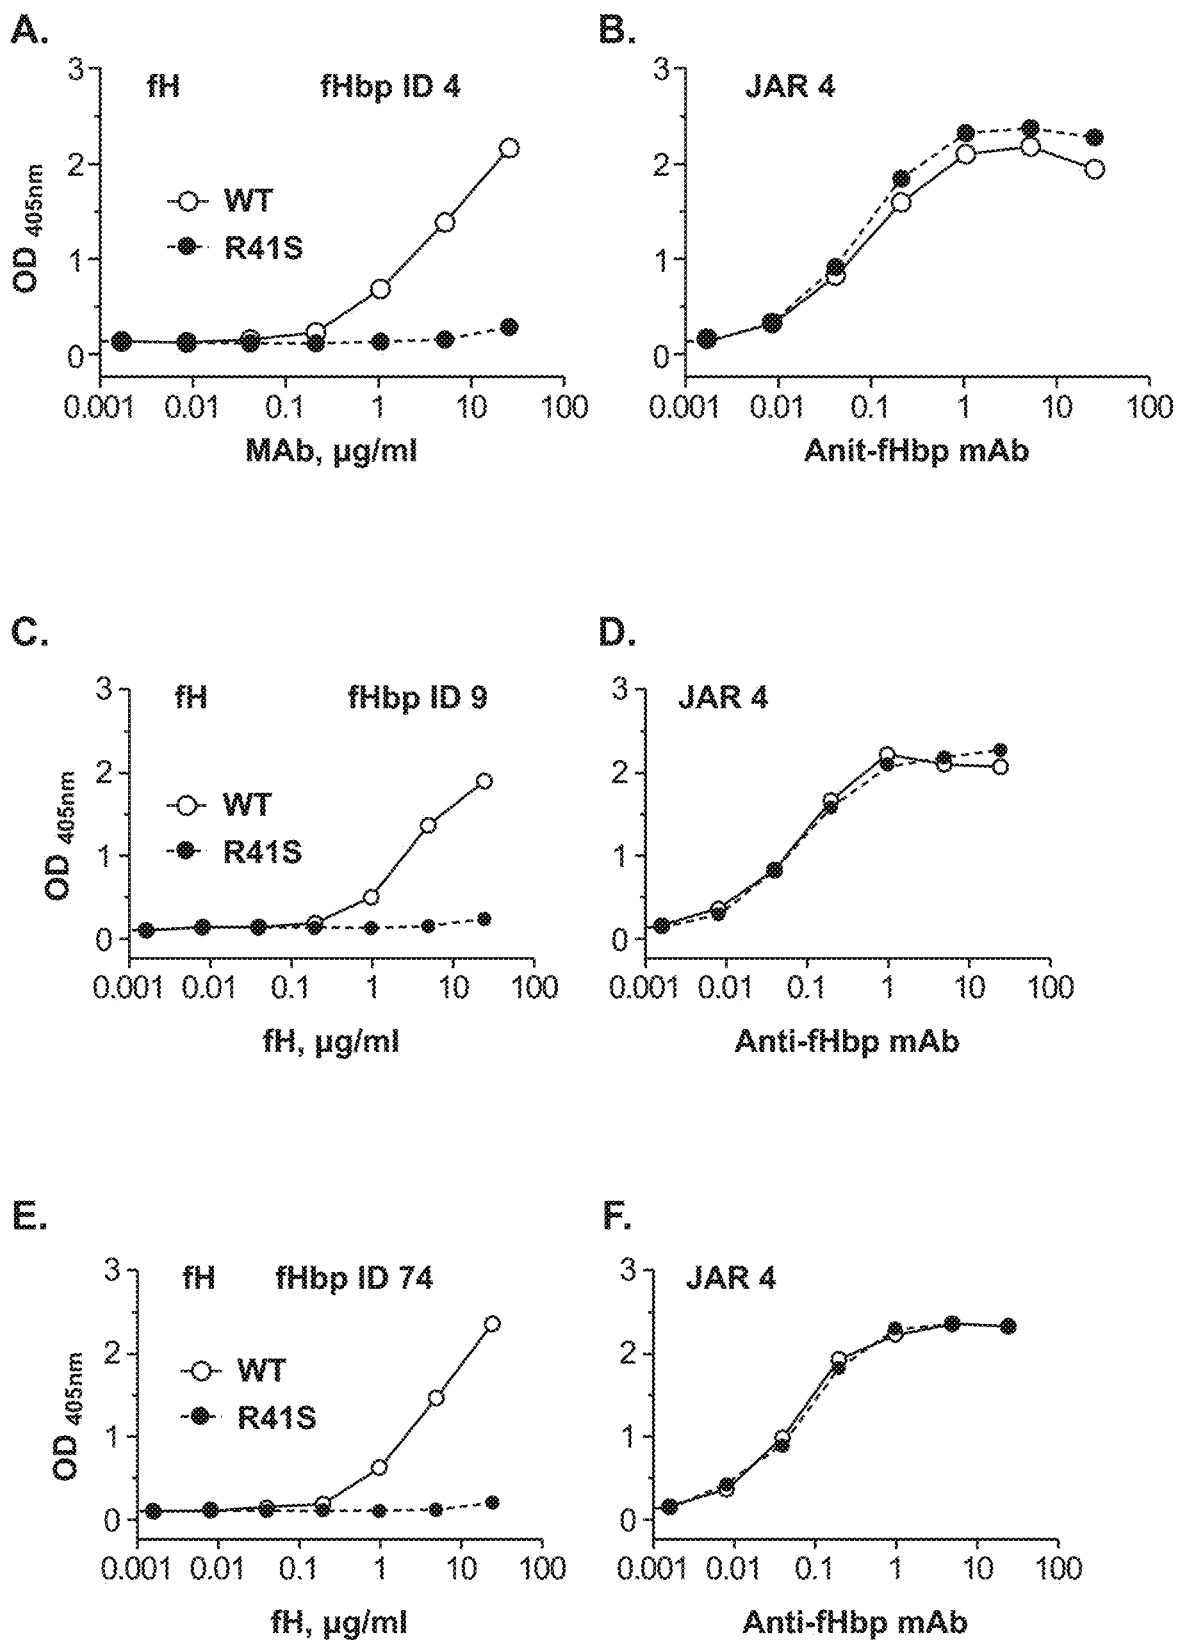 A.
fH fHbp ID 4
3
2
1
0
OD 405nm
WT
R41S
0.001 0.01 0.1 1 10 100
MAb, µg/ml
B.
JAR 4
3
2
1
0
0.001 0.01 0.1 1 10 100
Anit-fHbp mAb
C.
fH fHbp ID 9
3
2
1
0
OD 405nm
WT
R41S
0.001 0.01 0.1 1 10 100
fH, µg/ml
D.
JAR 4
3
2
1
0
0.001 0.01 0.1 1 10 100
Anti-fHbp mAb
E.
fH fHbp ID 74
3
2
1
0
OD 405nm
WT
R41S
0.001 0.01 0.1 1 10 100
fH, µg/ml
F.
JAR 4
3
2
1
0
0.001 0.01 0.1 1 10 100
Anti-fHbp mAb